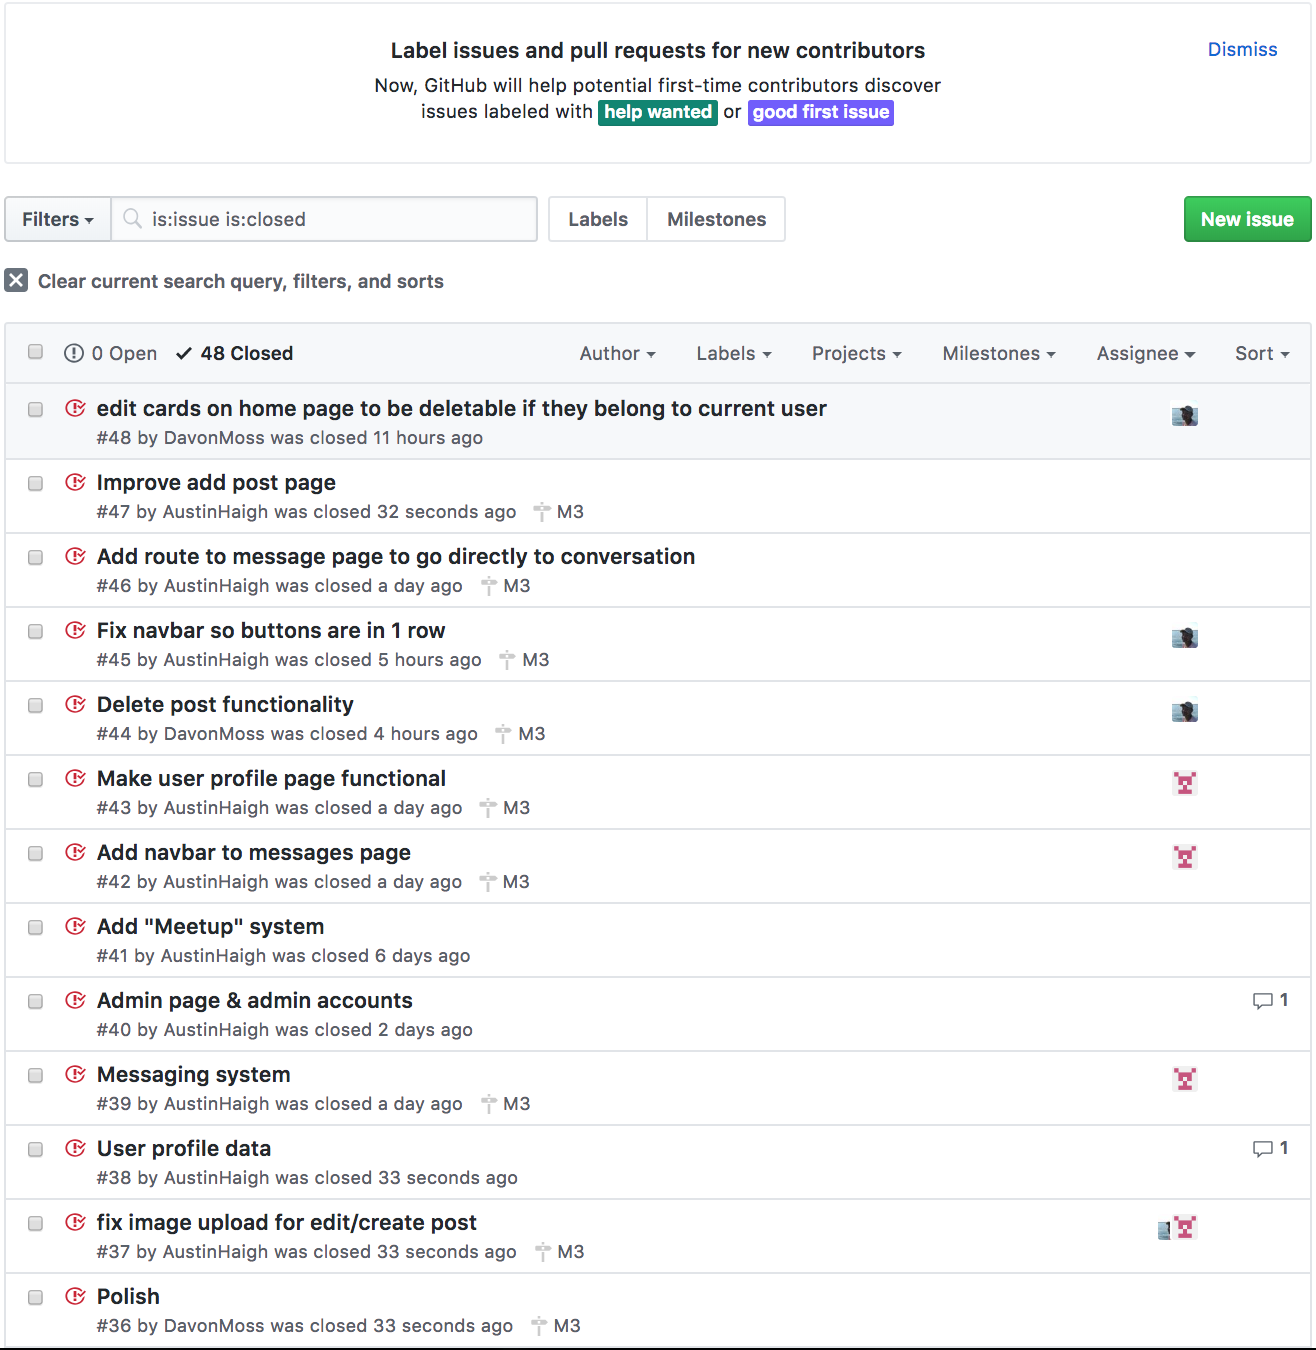 Label issues and pull requests for new contributors
Dismiss
Now, GitHub will help potential first-time contributors discover
issues labeled with help wanted or good first issue
Filters is:issue is:closed Labels Milestones New issue
Clear current search query, filters, and sorts
0 Open 48 Closed Author Labels Projects Milestones Assignee Sort
edit cards on home page to be deletable if they belong to current user
#48 by DavonMoss was closed 11 hours ago
Improve add post page
#47 by AustinHaigh was closed 32 seconds ago M3
Add route to message page to go directly to conversation
#46 by AustinHaigh was closed a day ago M3
Fix navbar so buttons are in 1 row
#45 by AustinHaigh was closed 5 hours ago M3
Delete post functionality
#44 by DavonMoss was closed 4 hours ago M3
Make user profile page functional
#43 by AustinHaigh was closed a day ago M3
Add navbar to messages page
#42 by AustinHaigh was closed a day ago M3
Add "Meetup" system
#41 by AustinHaigh was closed 6 days ago
Admin page & admin accounts 1
#40 by AustinHaigh was closed 2 days ago
Messaging system
#39 by AustinHaigh was closed a day ago M3
User profile data 1
#38 by AustinHaigh was closed 33 seconds ago
fix image upload for edit/create post
#37 by AustinHaigh was closed 33 seconds ago M3
Polish
#36 by DavonMoss was closed 33 seconds ago M3